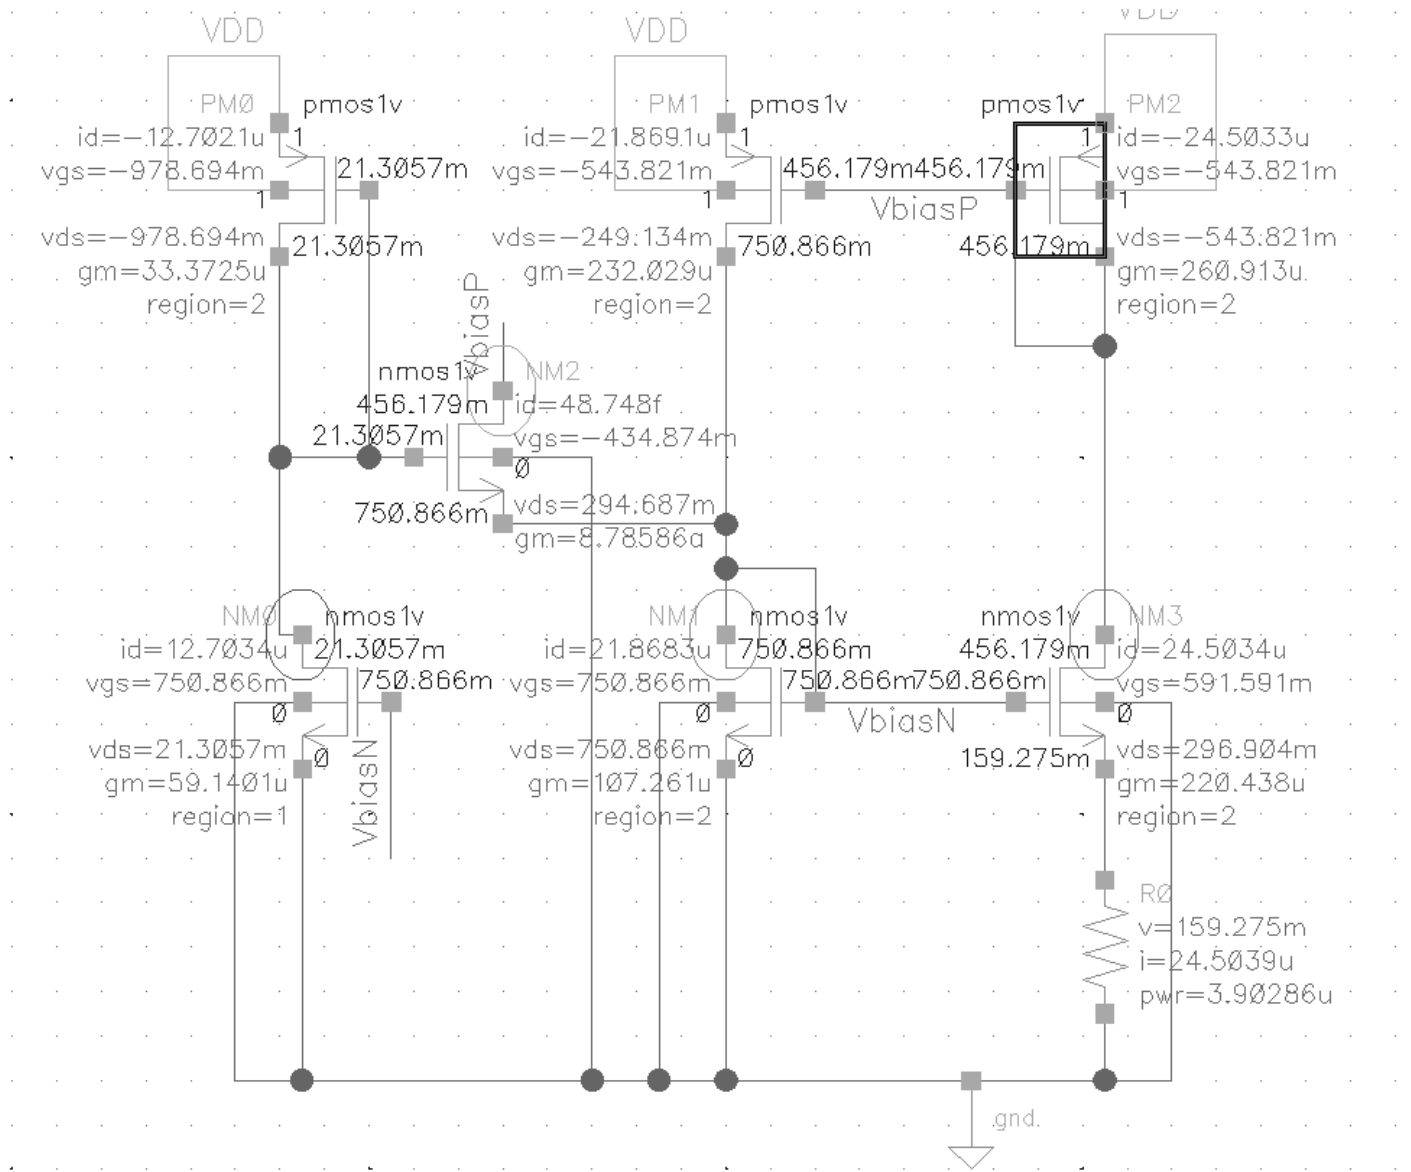 VDD
VDD
VDD
PM0 pmos1v
id=-12.7021u
1
vgs=-978.694m
21.3057m
1
vds=-978.694m
21.3057m
gm=33.3725u
region=2
PM1 pmos1v
id=-21.8691u
1
vgs=-543.821m
456.179m
1
vds=-249.134m
750.866m
gm=232.029u
region=2
VbiasP
pmos1v PM2
1
id=-24.5033u
456.179m
vgs=-543.821m
1
456.179m
vds=-543.821m
gm=260.913u
region=2
VbiasP
nmos1v NM2
456.179m
id=48.748f
21.3057m
vgs=-434.874m
0
vds=294.687m
750.866m
gm=8.78586a
NM0 nmos1v
id=12.7034u
21.3057m
vgs=750.866m
750.866m
0
vds=21.3057m
0
gm=59.1401u
region=1
VbiasN
NM1 nmos1v
id=21.8683u
750.866m
vgs=750.866m
750.866m
0
vds=750.866m
0
gm=107.261u
region=2
VbiasN
nmos1v NM3
456.179m
id=24.5034u
750.866m
vgs=591.591m
0
159.275m
vds=296.904m
gm=220.438u
region=2
R0
v=159.275m
i=24.5039u
pwr=3.90286u
gnd